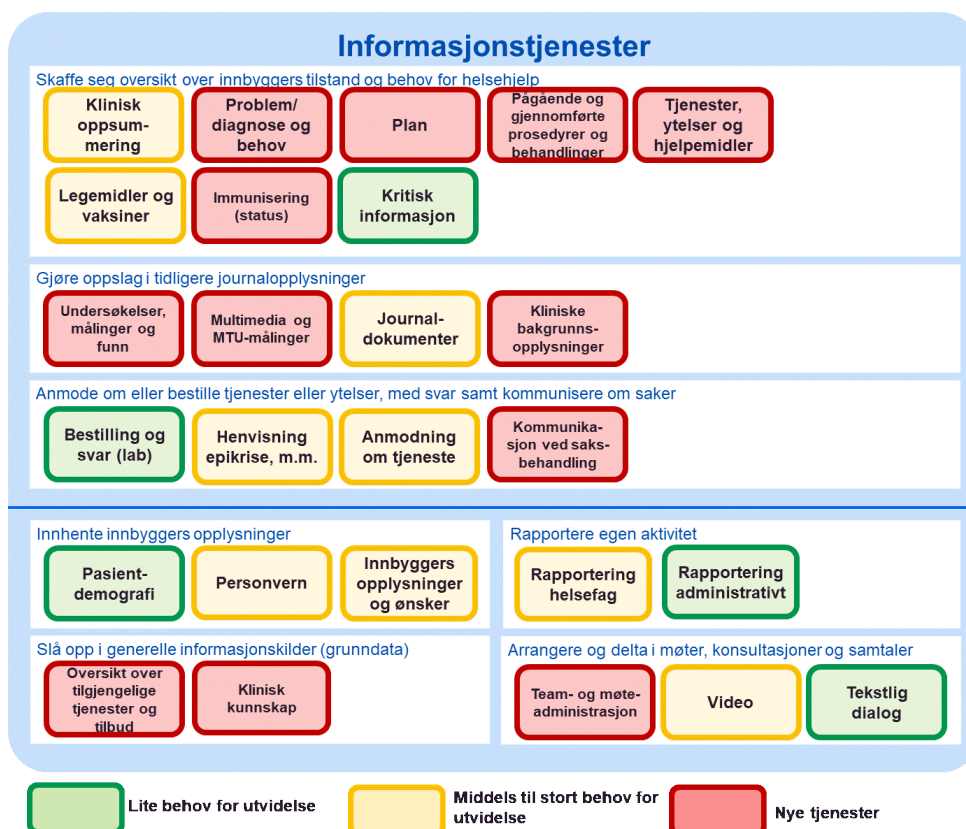 Informasjonstjenester
Skaffe seg oversikt over innbyggers tilstand og behov for helsehjelp
Klinisk
oppsum-
mering
Problem/
diagnose og
behov
Plan
Pågående og
gjennomførte
prosedyrer og
behandlinger
Tjenester,
ytelser og
hjelpemidler
Legemidler og
vaksiner
Immunisering
(status)
Kritisk
informasjon
Gjøre oppslag i tidligere journalopplysninger
Undersøkelser,
målinger og
funn
Multimedia og
MTU-målinger
Journal-
dokumenter
Kliniske
bakgrunns-
opplysninger
Anmode om eller bestille tjenester eller ytelser, med svar samt kommunisere om saker
Bestilling og
svar (lab)
Henvisning
epikrise, m.m.
Anmodning
om tjeneste
Kommunika-
sjon ved saks-
behandling
Innhente innbyggers opplysninger
Pasient-
demografi
Personvern
Innbyggers
opplysninger
og ønsker
Rapportere egen aktivitet
Rapportering
helsefag
Rapportering
administrativt
Slå opp i generelle informasjonskilder (grunndata)
Oversikt over
tilgjengelige
tjenester og
tilbud
Klinisk
kunnskap
Arrangere og delta i møter, konsultasjoner og samtaler
Team- og møte-
administrasjon
Video
Tekstlig
dialog
Lite behov for utvidelse
Middels til stort behov for
utvidelse
Nye tjenester